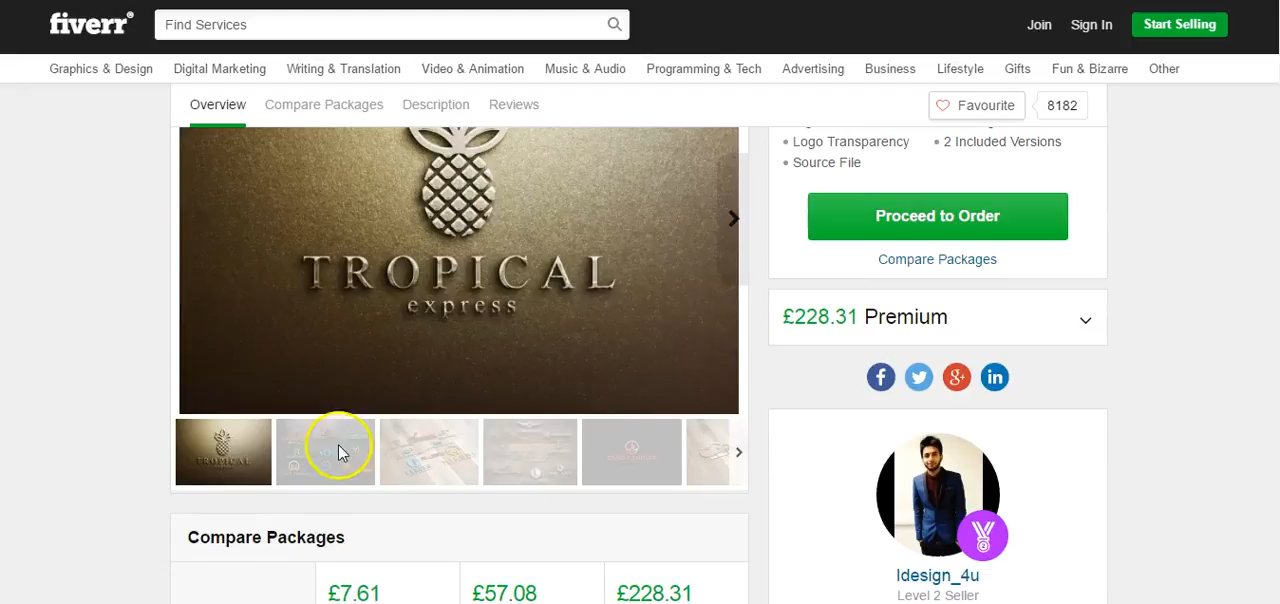 fiverr
Find Services
Join
Sign In
Start Selling
Graphics & Design
Digital Marketing
Writing & Translation
Video & Animation
Music & Audio
Programming & Tech
Advertising
Business
Lifestyle
Gifts
Fun & Bizarre
Other
Overview
Compare Packages
Description
Reviews
Favourite
8182
TROPICAL
express
• Logo Transparency
• 2 Included Versions
• Source File
Proceed to Order
Compare Packages
£228.31 Premium
f
g+
in
TROPICAL
Compare Packages
£7.61
£57.08
£228.31
2
Idesign_4u
Level 2 Seller